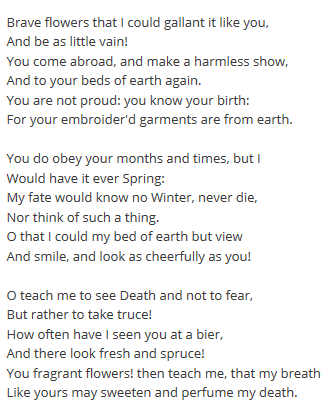 Brave flowers that I could gallant it like you,
And be as little vain!
You come abroad, and make a harmless show,
And to your beds of earth again.
You are not proud: you know your birth:
For your embroider'd garments are from earth.

You do obey your months and times, but I
Would have it ever Spring:
My fate would know no Winter, never die,
Nor think of such a thing.
O that I could my bed of earth but view
And smile, and look as cheerfully as you!

O teach me to see Death and not to fear,
But rather to take truce!
How often have I seen you at a bier,
And there look fresh and spruce!
You fragrant flowers! then teach me, that my breath
Like yours may sweeten and perfume my death.